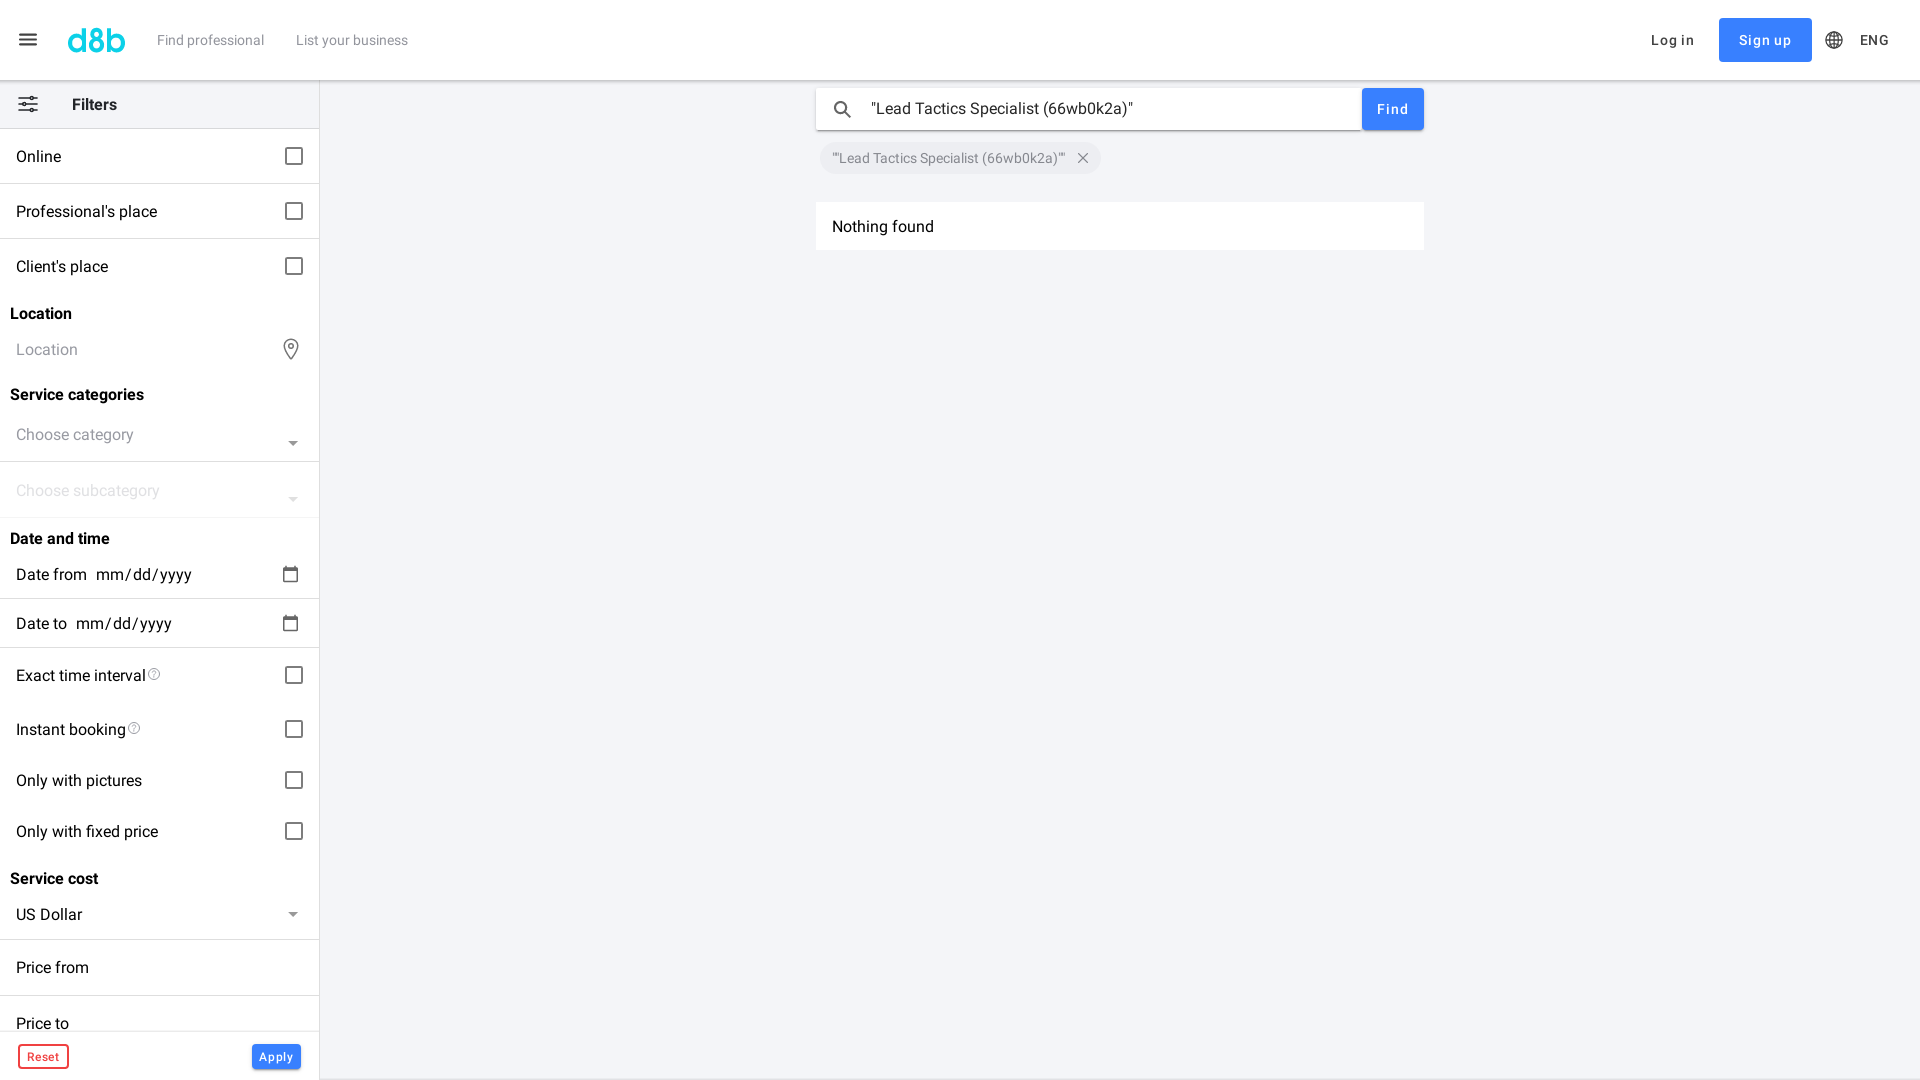 d8b
Find professional
List your business
Log in
Sign up
ENG
Filters
Online
Professional's place
Client's place
Location
Location
Service categories
Choose category
Choose subcategory
Date and time
Date from mm/dd/yyyy
Date to mm/dd/yyyy
Exact time interval
Instant booking
Only with pictures
Only with fixed price
Service cost
US Dollar
Price from
Price to
Reset
Apply
"Lead Tactics Specialist (66wb0k2a)"
Find
""Lead Tactics Specialist (66wb0k2a)""
Nothing found